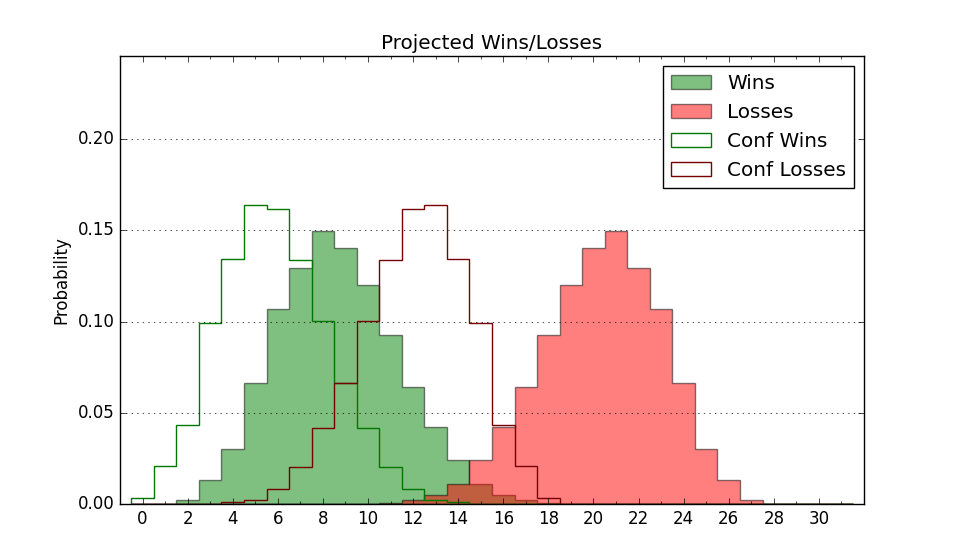 Projected Wins/Losses
Wins
Losses
Conf Wins
Conf Losses
Probability
0.20
0.15
0.10
0.05
0.00
0 2 4 6 8 10 12 14 16 18 20 22 24 26 28 30